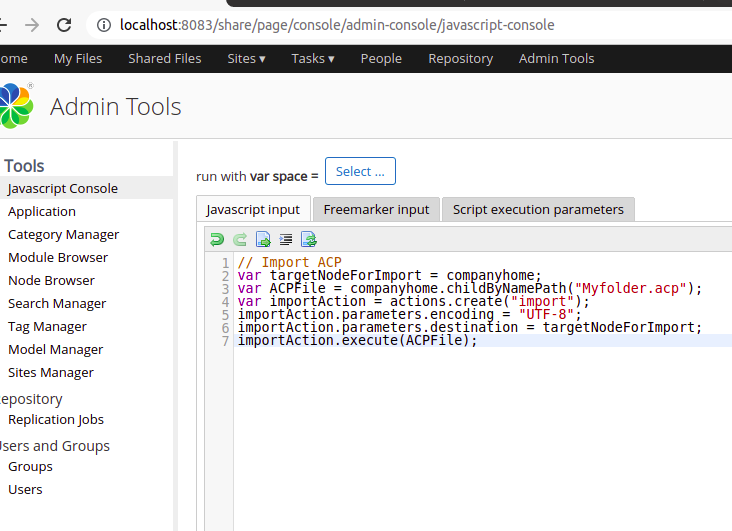 localhost:8083/share/page/console/admin-console/javascript-console
ome My Files Shared Files Sites ▾ Tasks ▾ People Repository Admin Tools
® Admin Tools
Tools
Javascript Console
Application
Category Manager
Module Browser
Node Browser
Search Manager
Tag Manager
Model Manager
Sites Manager
epository
Replication Jobs
sers and Groups
Groups
Users
run with var space = Select ...
Javascript input Freemarker input Script execution parameters
1 // Import ACP
2 var targetNodeForImport = companyhome;
3 var ACPFile = companyhome.childByNamePath("Myfolder.acp");
4 var importAction = actions.create("import");
5 importAction.parameters.encoding = "UTF-8";
6 importAction.parameters.destination = targetNodeForImport;
7 importAction.execute(ACPFile);